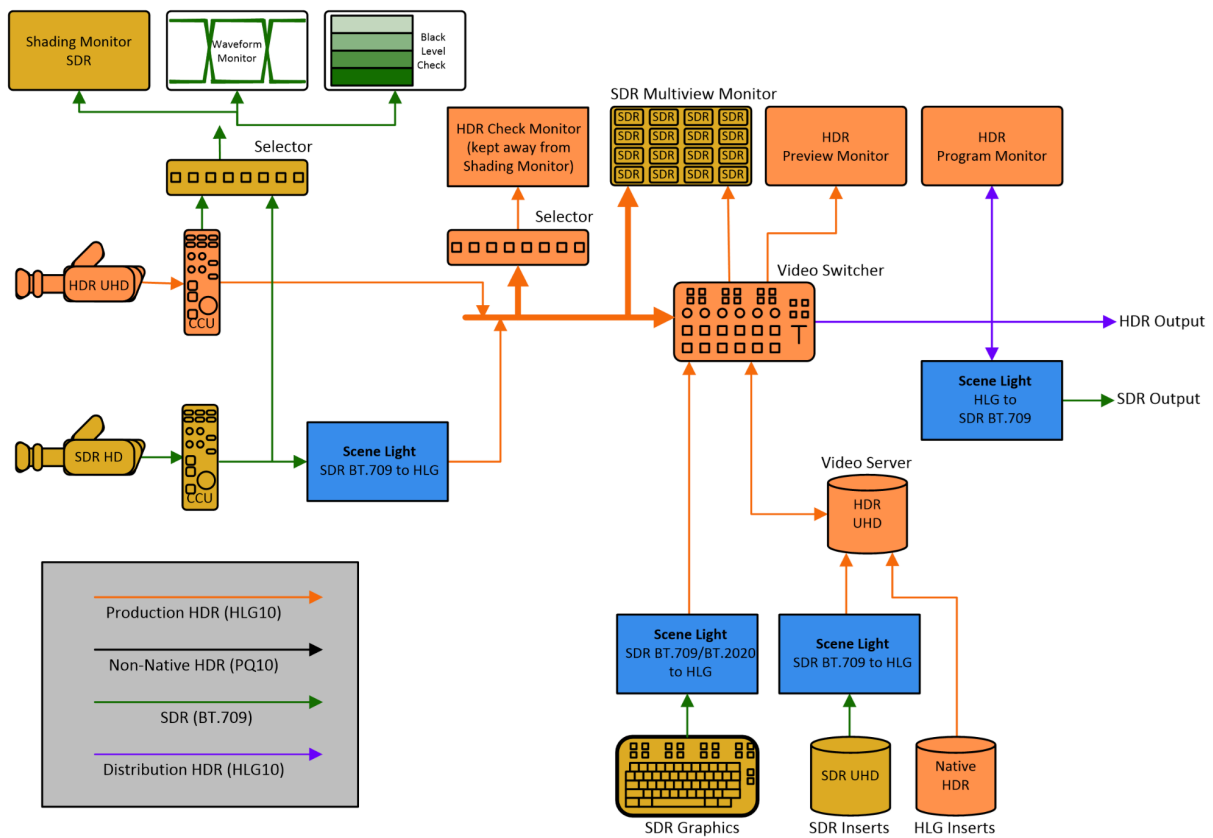 Shading Monitor
SDR
Waveform
Monitor
Black
Level
Check
Selector
HDR Check Monitor
(kept away from
Shading Monitor)
Selector
SDR Multiview Monitor
SDR SDR SDR SDR
SDR SDR SDR SDR
SDR SDR SDR SDR
SDR SDR SDR SDR
HDR
Preview Monitor
HDR
Program Monitor
HDR UHD
CCU
Video Switcher
HDR Output
Scene Light
HLG to
SDR BT.709
SDR Output
SDR HD
CCU
Scene Light
SDR BT.709 to HLG
Video Server
HDR
UHD
Production HDR (HLG10)
Non-Native HDR (PQ10)
SDR (BT.709)
Distribution HDR (HLG10)
Scene Light
SDR BT.709/BT.2020
to HLG
Scene Light
SDR BT.709 to HLG
SDR UHD
Native
HDR
SDR Graphics
SDR Inserts
HLG Inserts